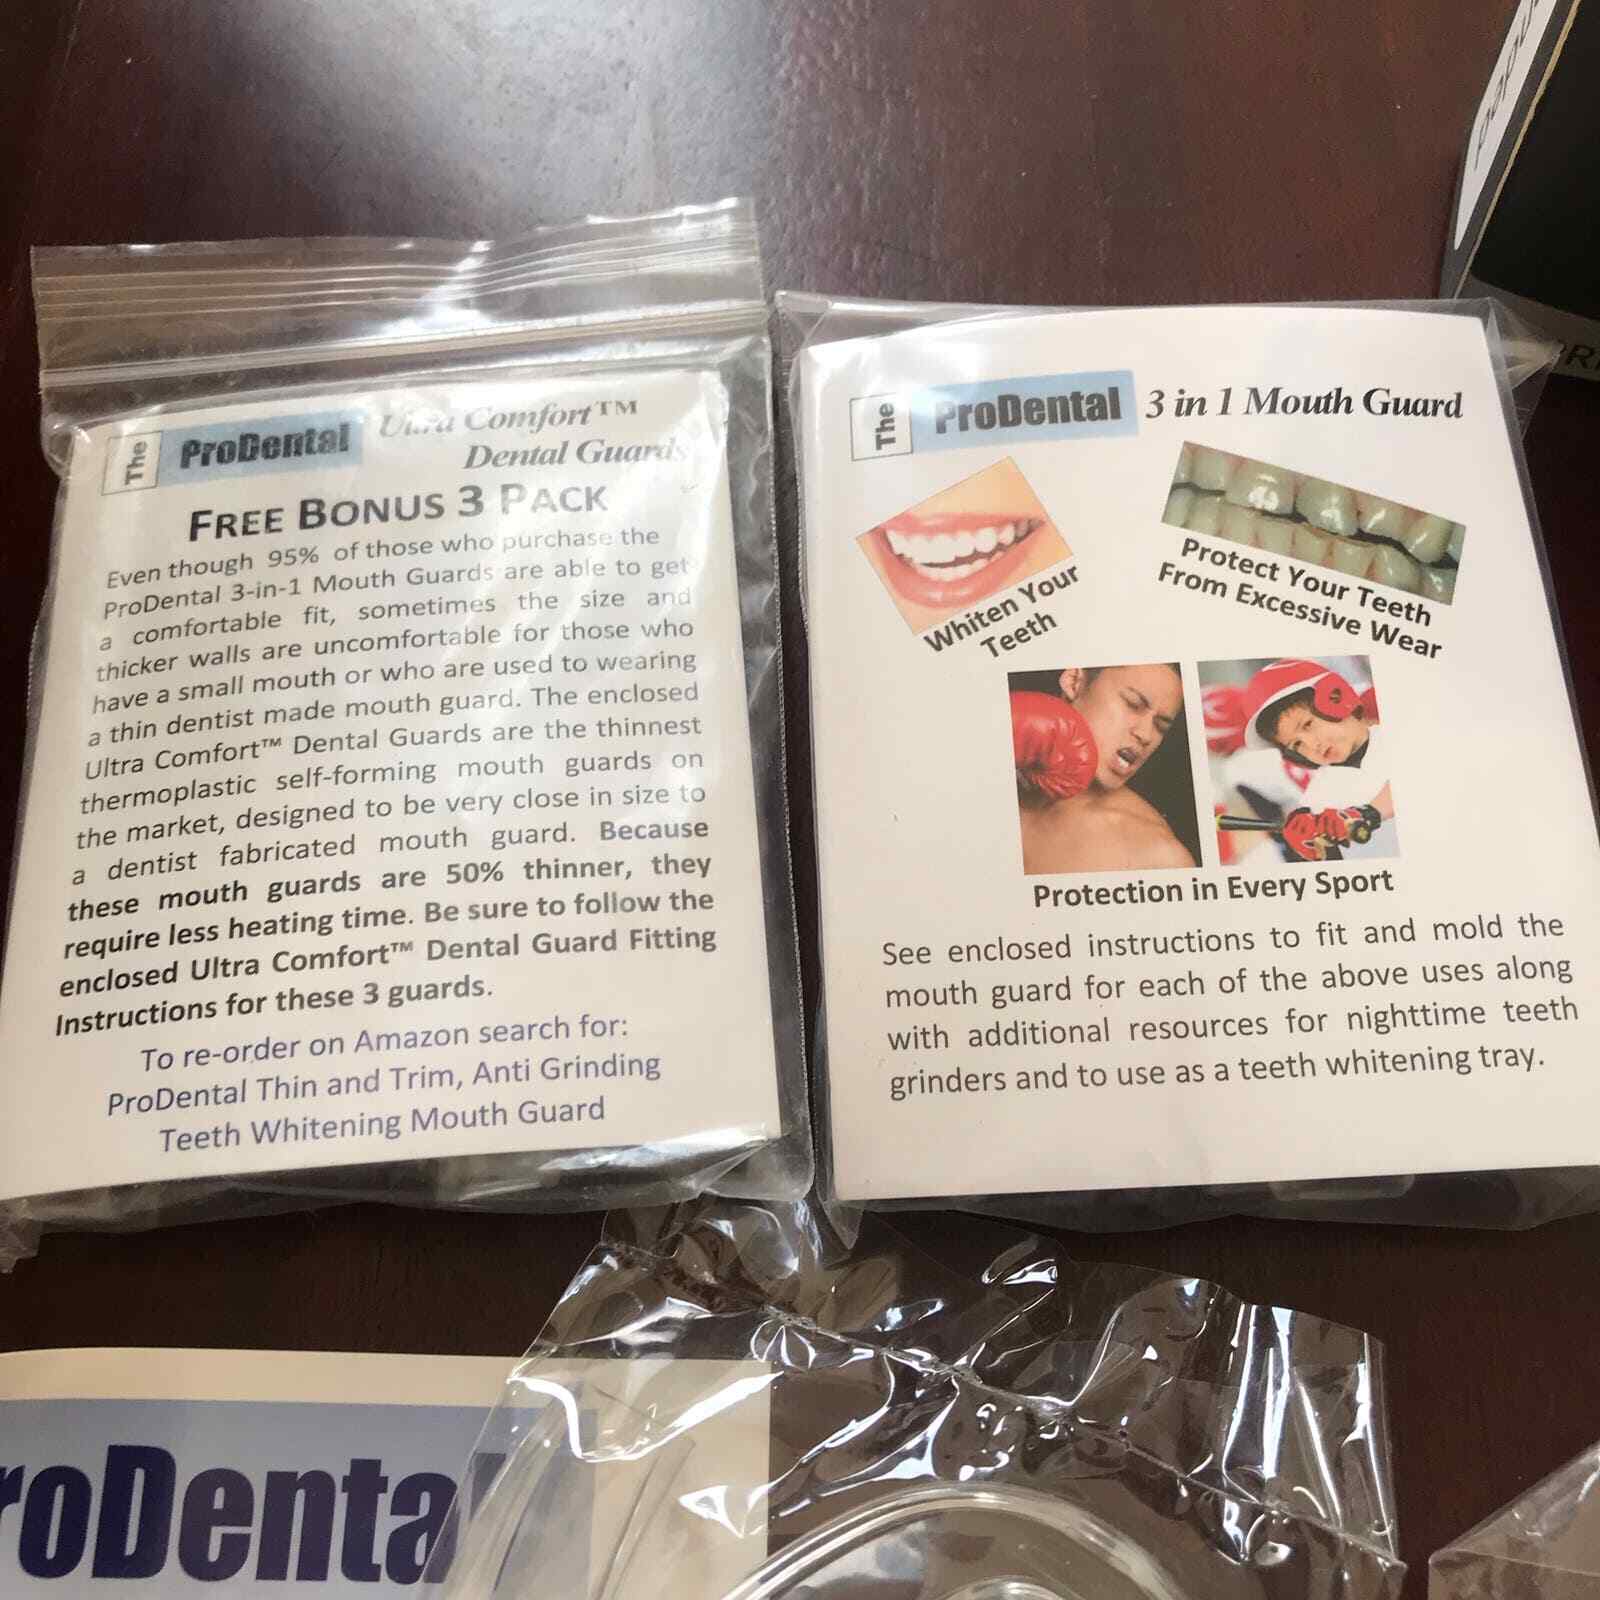 The ProDental Ultra Comfort™
Dental Guards
FREE BONUS 3 PACK
Even though 95% of those who purchase the
ProDental 3-in-1 Mouth Guards are able to get
a comfortable fit, sometimes the size and
thicker walls are uncomfortable for those who
have a small mouth or who are used to wearing
a thin dentist made mouth guard. The enclosed
Ultra Comfort™ Dental Guards are the thinnest
thermoplastic self-forming mouth guards on
the market, designed to be very close in size to
a dentist fabricated mouth guard. Because
these mouth guards are 50% thinner, they
require less heating time. Be sure to follow the
enclosed Ultra Comfort™ Dental Guard Fitting
Instructions for these 3 guards.
To re-order on Amazon search for:
ProDental Thin and Trim, Anti Grinding
Teeth Whitening Mouth Guard
The ProDental 3 in 1 Mouth Guard
Whiten Your
Teeth
Protect Your Teeth
From Excessive Wear
Protection in Every Sport
See enclosed instructions to fit and mold the
mouth guard for each of the above uses along
with additional resources for nighttime teeth
grinders and to use as a teeth whitening tray.
roDental